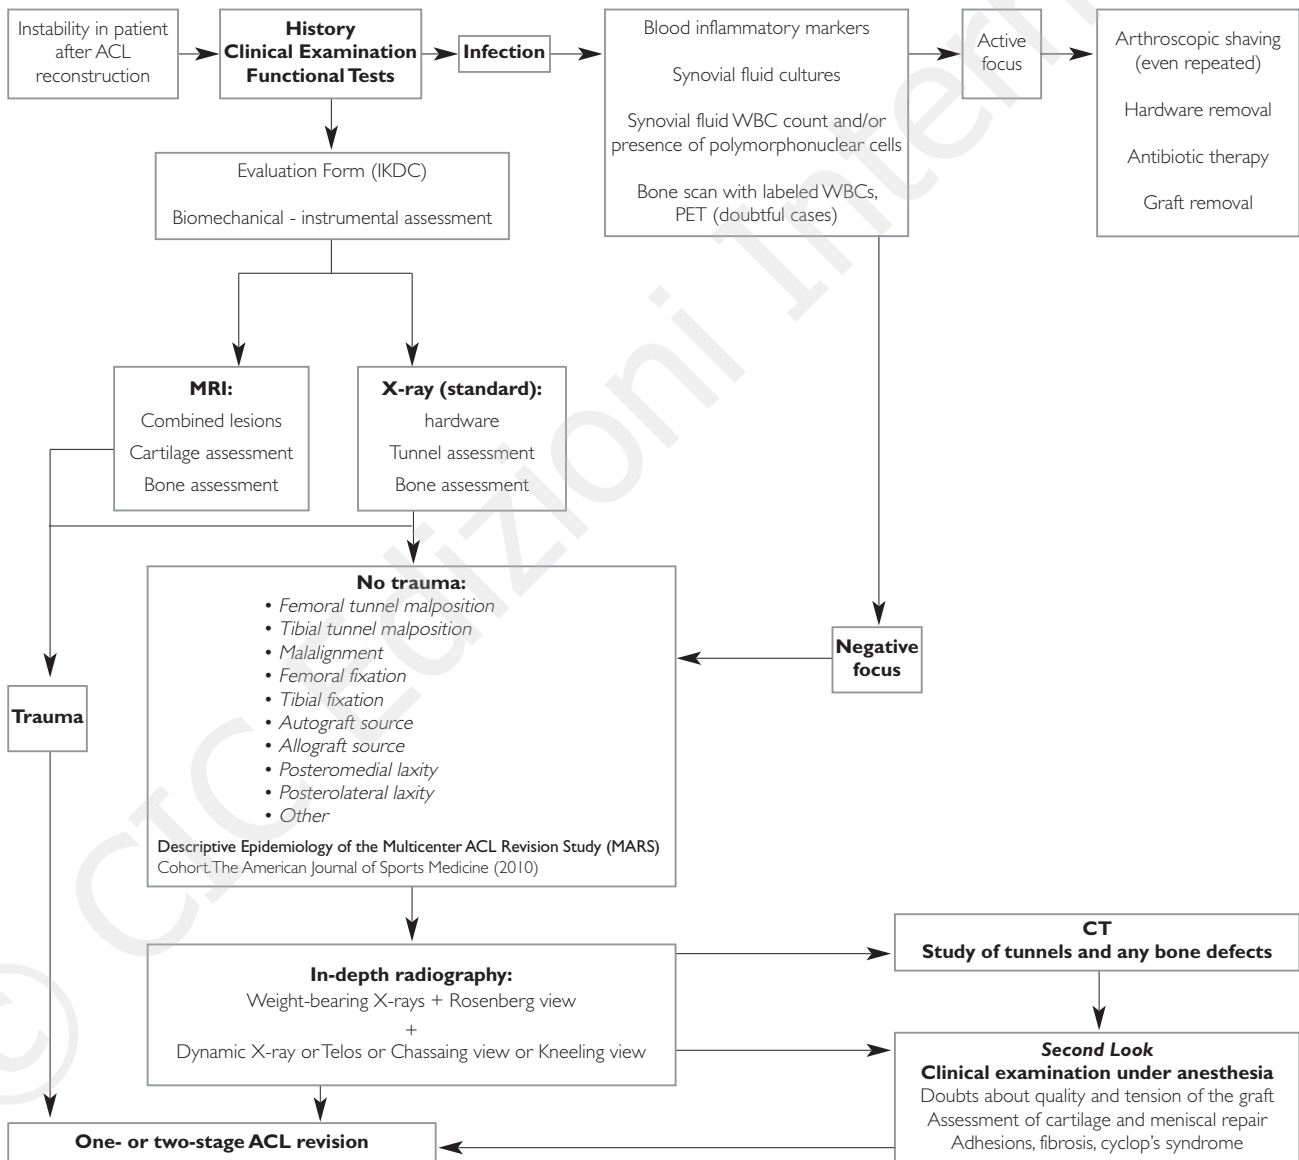 Instability in patient
after ACL
reconstruction
History
Clinical Examination
Functional Tests
Infection
Blood inflammatory markers
Synovial fluid cultures
Synovial fluid WBC count and/or
presence of polymorphonuclear cells
Bone scan with labeled WBCs,
PET (doubtful cases)
Active
focus
Arthroscopic shaving
(even repeated)
Hardware removal
Antibiotic therapy
Graft removal
Evaluation Form (IKDC)
Biomechanical - instrumental assessment
MRI:
Combined lesions
Cartilage assessment
Bone assessment
X-ray (standard):
hardware
Tunnel assessment
Bone assessment
No trauma:
• Femoral tunnel malposition
• Tibial tunnel malposition
• Malalignment
• Femoral fixation
• Tibial fixation
• Autograft source
• Allograft source
• Posteromedial laxity
• Posterolateral laxity
• Other
Descriptive Epidemiology of the Multicenter ACL Revision Study (MARS)
Cohort.The American Journal of Sports Medicine (2010)
Negative
focus
Trauma
In-depth radiography:
Weight-bearing X-rays + Rosenberg view
+
Dynamic X-ray or Telos or Chassaing view or Kneeling view
CT
Study of tunnels and any bone defects
Second Look
Clinical examination under anesthesia
Doubts about quality and tension of the graft
Assessment of cartilage and meniscal repair
Adhesions, fibrosis, cyclop's syndrome
One- or two-stage ACL revision
© CIC Edizioni Intern